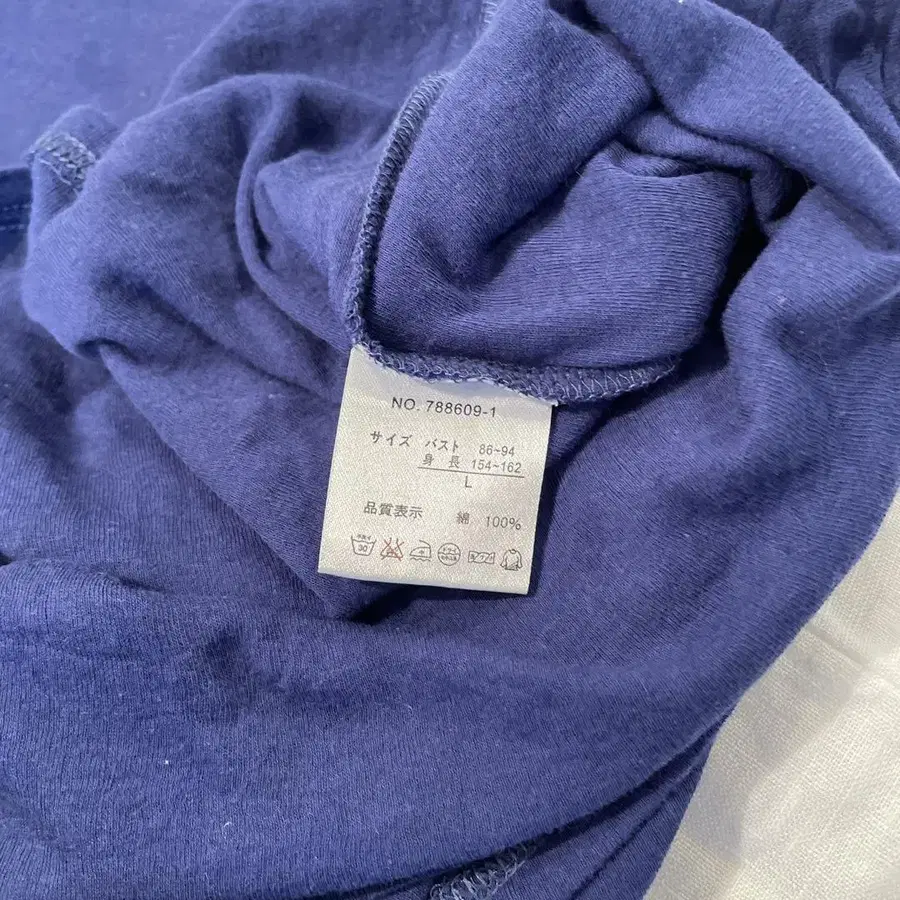 NO. 788609-1
サイズ バスト 86~94
身長 154~162
L
品質表示 綿 100%
30